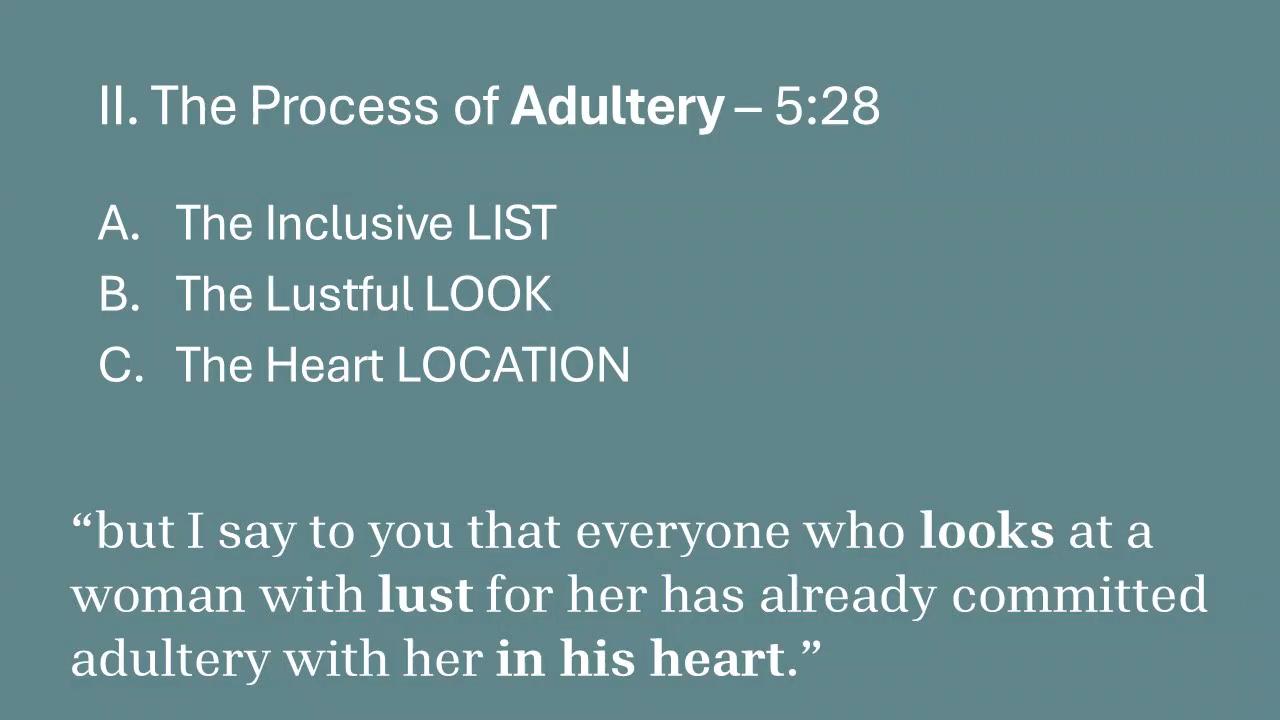 II. The Process of Adultery – 5:28
A. The Inclusive LIST
B. The Lustful LOOK
C. The Heart LOCATION
“but I say to you that everyone who looks at a
woman with lust for her has already committed
adultery with her in his heart.”